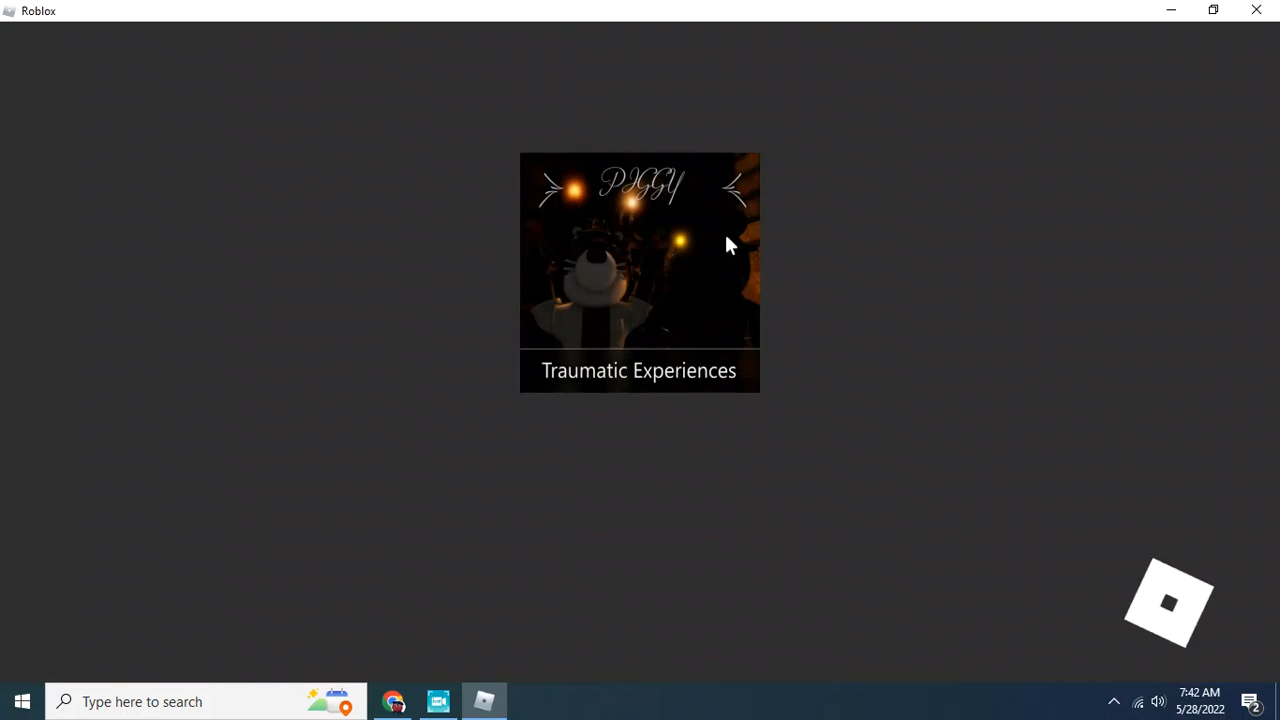 Roblox
PIGGY
Traumatic Experiences
Type here to search
7:42 AM
5/28/2022
2